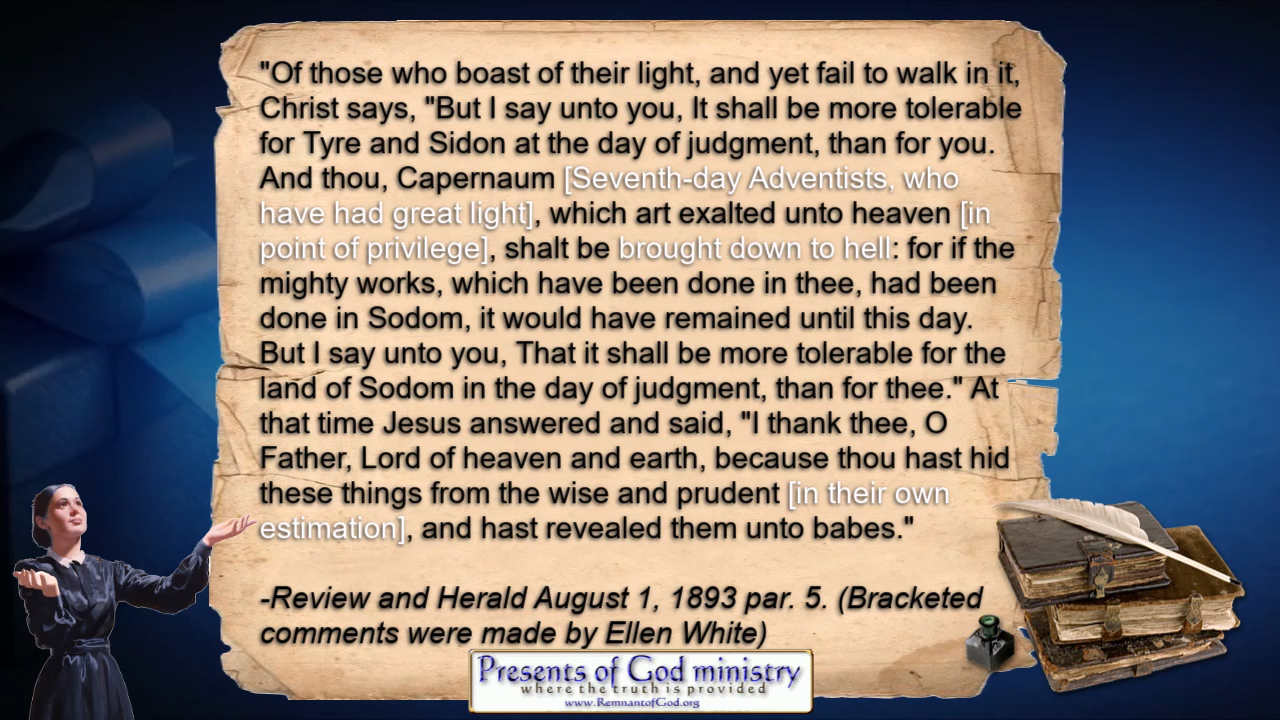 "Of those who boast of their light, and yet fail to walk in it,
Christ says, "But I say unto you, It shall be more tolerable
for Tyre and Sidon at the day of judgment, than for you.
And thou, Capernaum [Seventh-day Adventists, who
have had great light], which art exalted unto heaven [in
point of privilege], shalt be brought down to hell: for if the
mighty works, which have been done in thee, had been
done in Sodom, it would have remained until this day.
But I say unto you, That it shall be more tolerable for the
land of Sodom in the day of judgment, than for thee." At
that time Jesus answered and said, "I thank thee, O
Father, Lord of heaven and earth, because thou hast hid
these things from the wise and prudent [in their own
estimation], and hast revealed them unto babes."
-Review and Herald August 1, 1893 par. 5. (Bracketed
comments were made by Ellen White)
Presents of God ministry
where the truth is provided
www.RemnantofGod.org